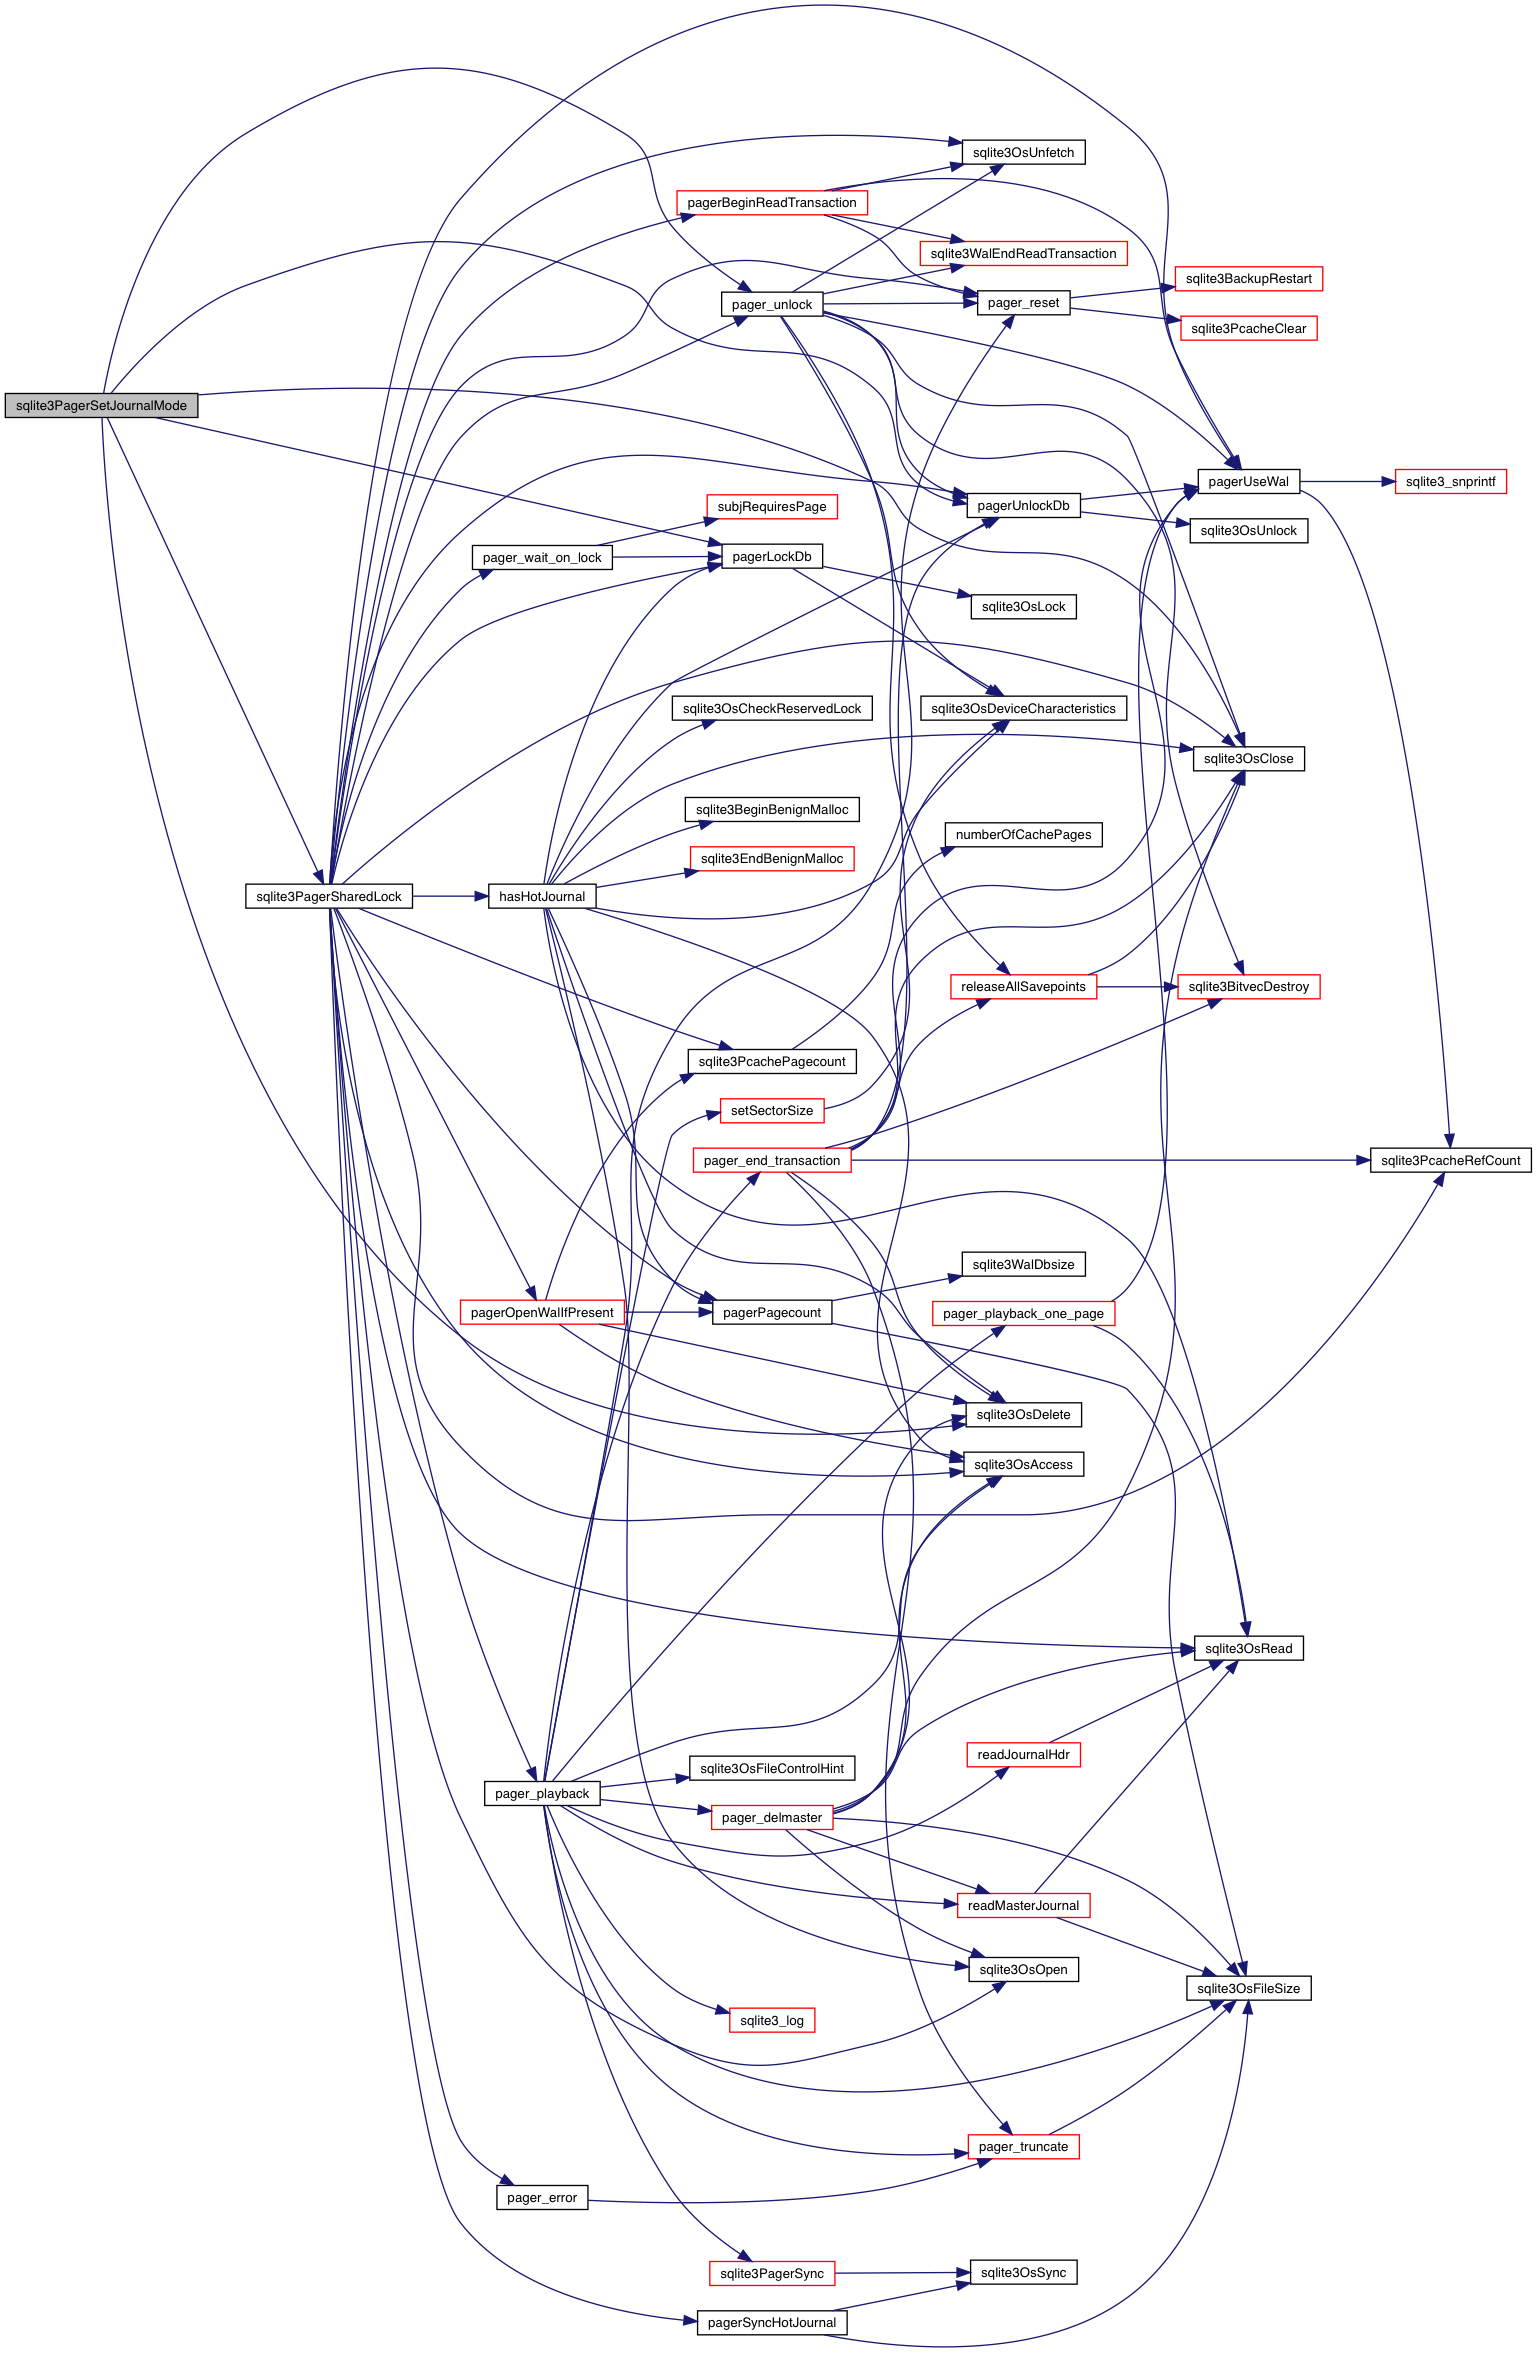 sqlite3OsUnfetch
pagerBeginReadTransaction
sqlite3WalEndReadTransaction
sqlite3BackupRestart
pager_unlock
pager_reset
sqlite3PcacheClear
sqlite3PagerSetJournalMode
pagerUseWal
sqlite3_snprintf
subjRequiresPage
pagerUnlockDb
sqlite3OsUnlock
pager_wait_on_lock
pagerLockDb
sqlite3OsLock
sqlite3OsCheckReservedLock
sqlite3OsDeviceCharacteristics
sqlite3OsClose
sqlite3BeginBenignMalloc
numberOfCachePages
sqlite3EndBenignMalloc
sqlite3PagerSharedLock
hasHotJournal
releaseAllSavepoints
sqlite3BitvecDestroy
sqlite3PcachePagecount
setSectorSize
pager_end_transaction
sqlite3PcacheRefCount
sqlite3WalDbsize
pagerOpenWalIfPresent
pagerPagecount
pager_playback_one_page
sqlite3OsDelete
sqlite3OsAccess
sqlite3OsRead
readJournalHdr
sqlite3OsFileControlHint
pager_playback
pager_delmaster
readMasterJournal
sqlite3OsOpen
sqlite3OsFileSize
sqlite3_log
pager_truncate
pager_error
sqlite3PagerSync
sqlite3OsSync
pagerSyncHotJournal